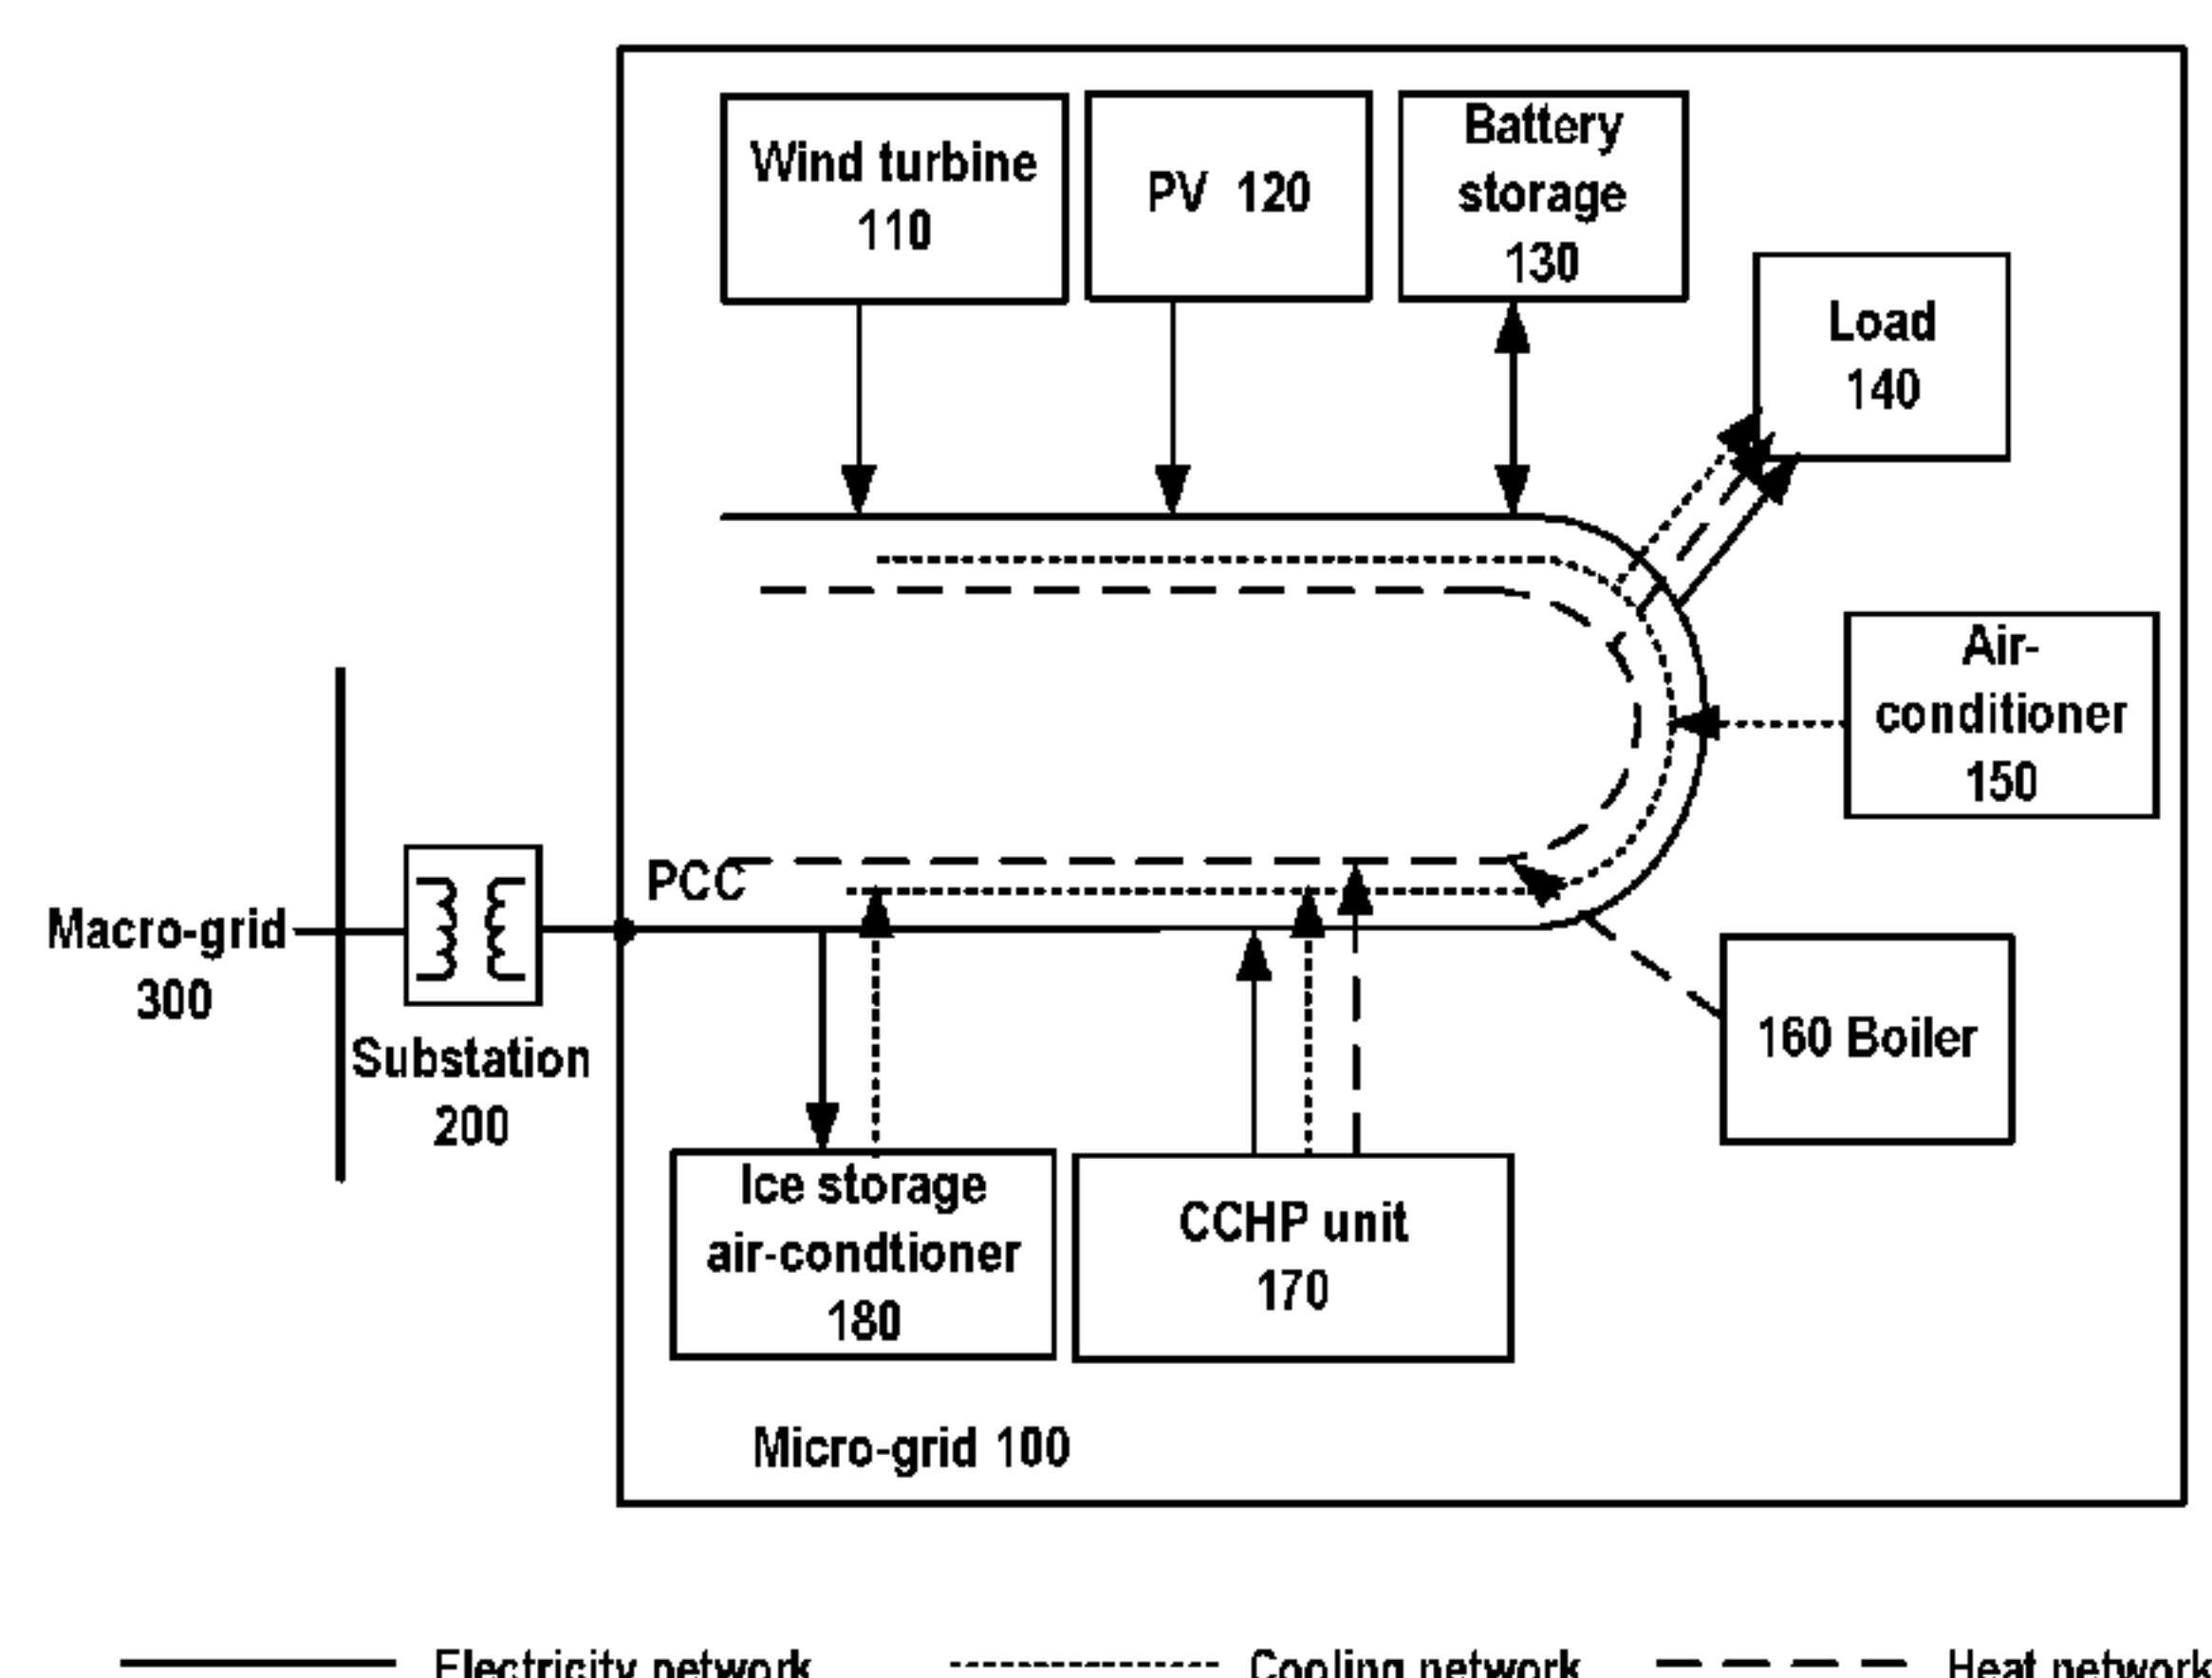 Wind turbine
110
PV 120
Battery
storage
130
Load
140
Air-
conditioner
150
PCC
Macro-grid
300
Substation
200
160 Boiler
Ice storage
air-condtioner
180
CCHP unit
170
Micro-grid 100
Electricity network
Cooling network
Heat network